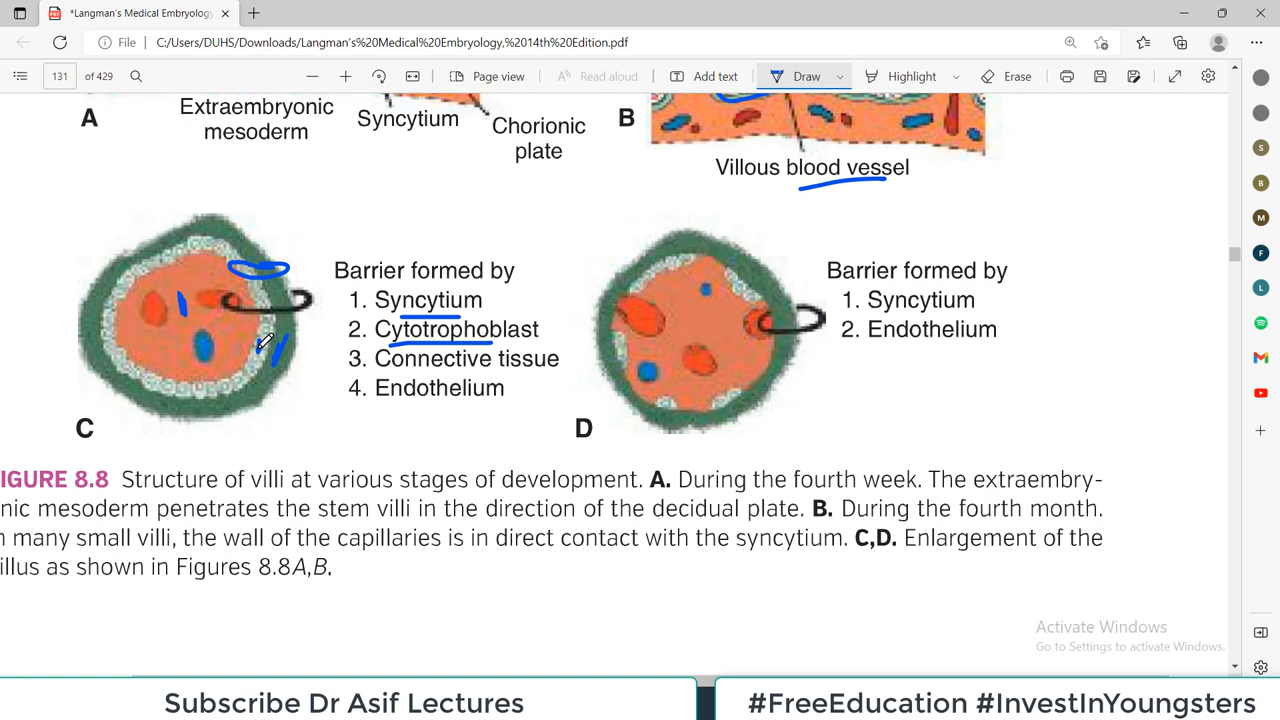 *Langman's Medical Embryology,
File
C:/Users/DUHS/Downloads/Langman's%20Medical%20Embryology,%2014th%20Edition.pdf
131 of 429
Page view
Read aloud
Add text
Draw
Highlight
Erase
A
Extraembryonic
mesoderm
Syncytium
Chorionic
plate
B
Villous blood vessel
C
Barrier formed by
1. Syncytium
2. Cytotrophoblast
3. Connective tissue
4. Endothelium
D
Barrier formed by
1. Syncytium
2. Endothelium
IGURE 8.8 Structure of villi at various stages of development. A. During the fourth week. The extraembry-
nic mesoderm penetrates the stem villi in the direction of the decidual plate. B. During the fourth month.
n many small villi, the wall of the capillaries is in direct contact with the syncytium. C,D. Enlargement of the
illus as shown in Figures 8.8A,B.
Activate Windows
Go to Settings to activate Windows.
Subscribe Dr Asif Lectures
#FreeEducation #InvestInYoungsters
S
B
M
F
L